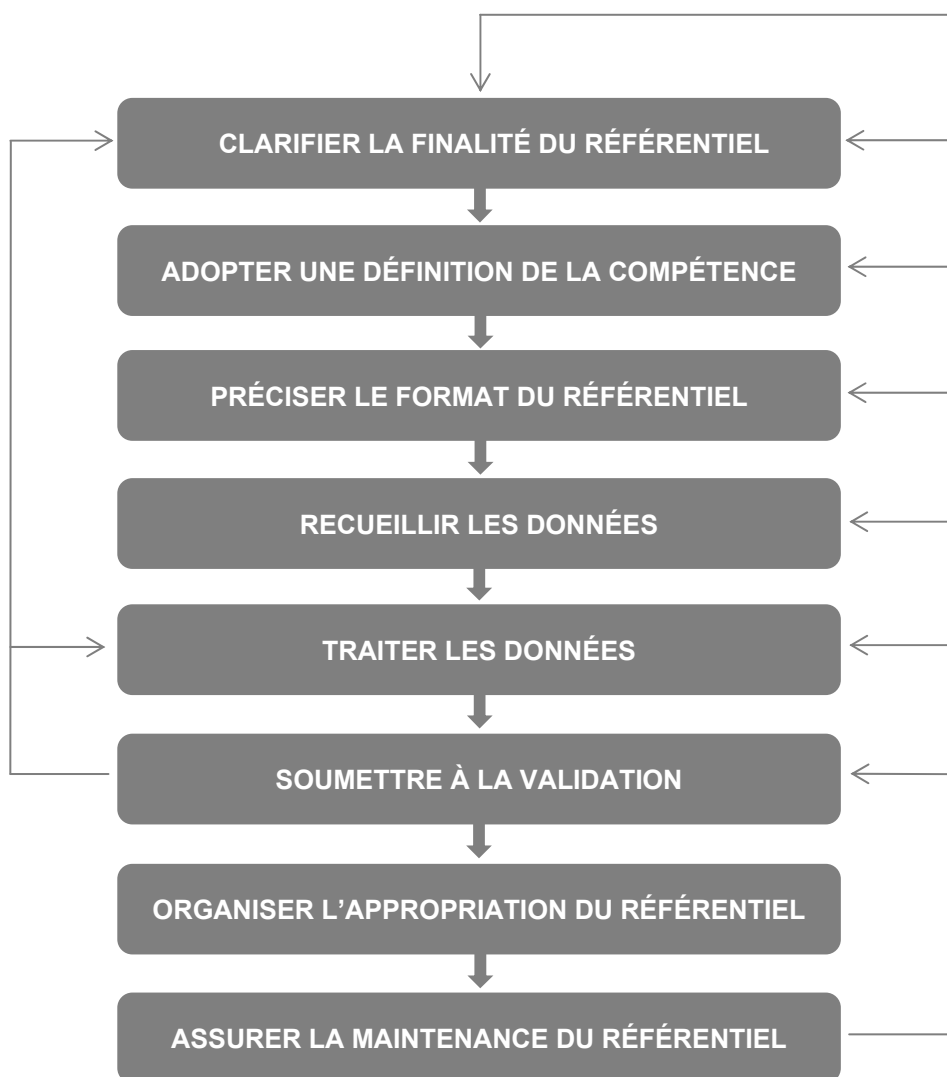 CLARIFIER LA FINALITÉ DU RÉFÉRENTIEL
ADOPTER UNE DÉFINITION DE LA COMPÉTENCE
PRÉCISER LE FORMAT DU RÉFÉRENTIEL
RECUEILLIR LES DONNÉES
TRAITER LES DONNÉES
SOUMETTRE À LA VALIDATION
ORGANISER L’APPROPRIATION DU RÉFÉRENTIEL
ASSURER LA MAINTENANCE DU RÉFÉRENTIEL